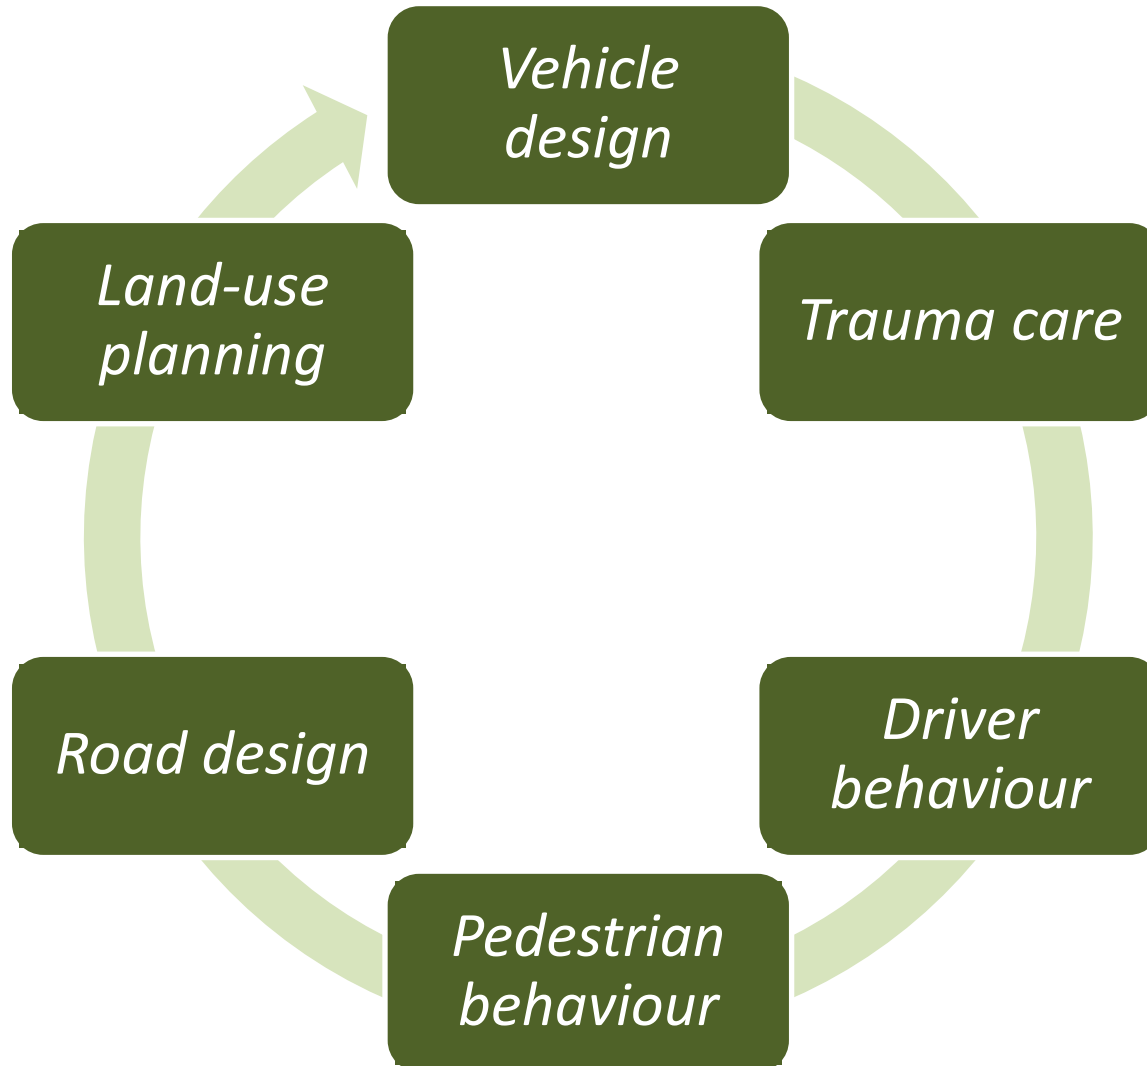 Vehicle
design
Trauma care
Driver
behaviour
Pedestrian
behaviour
Road design
Land-use
planning